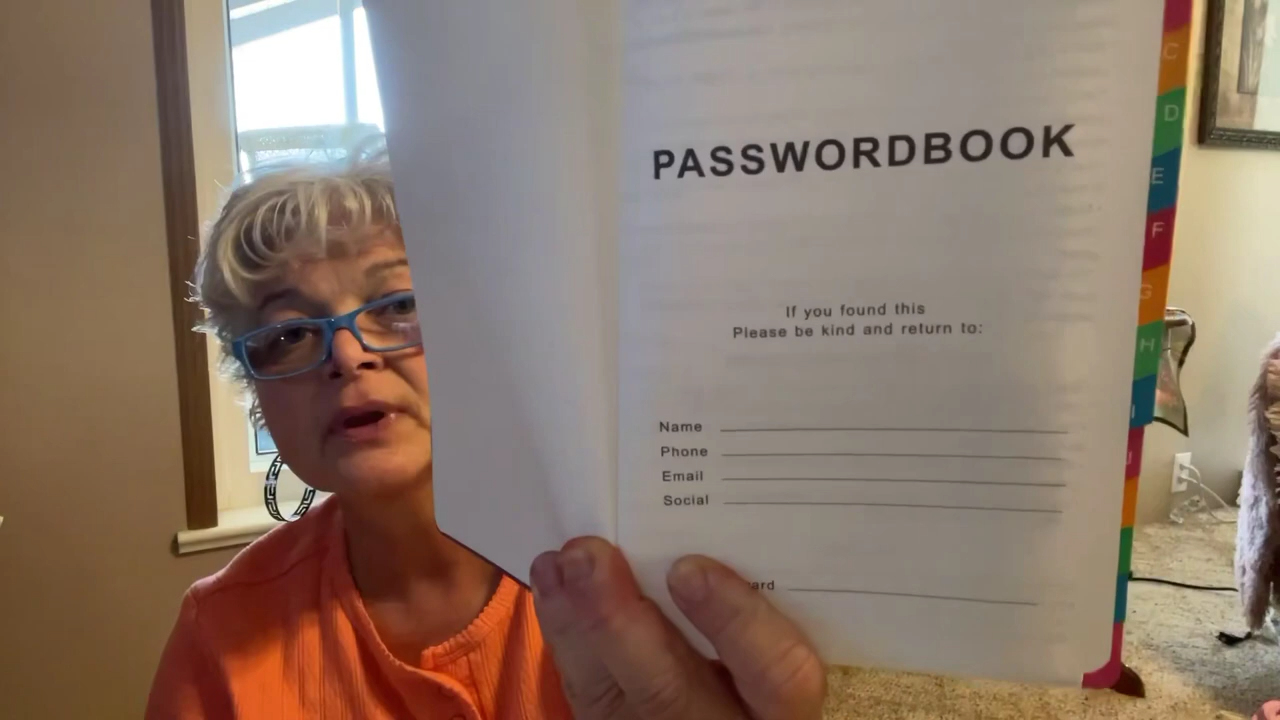 PASSWORDBOOK
If you found this
Please be kind and return to:
Name
Phone
Email
Social
C
D
E
F
G
H
I
J